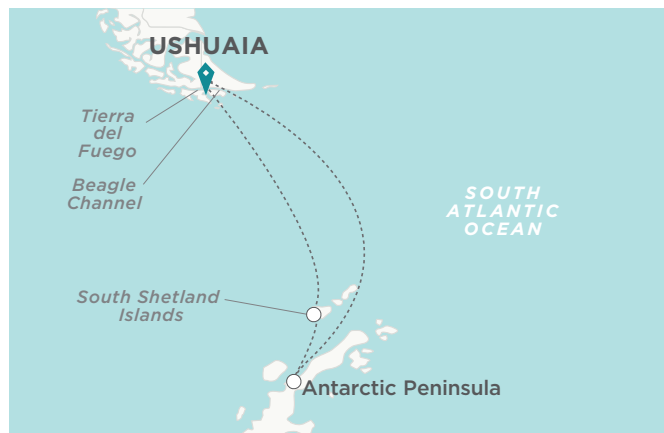 USHUAIA
Tierra
del
Fuego
Beagle
Channel
SOUTH
ATLANTIC
OCEAN
South Shetland
Islands
Antarctic Peninsula